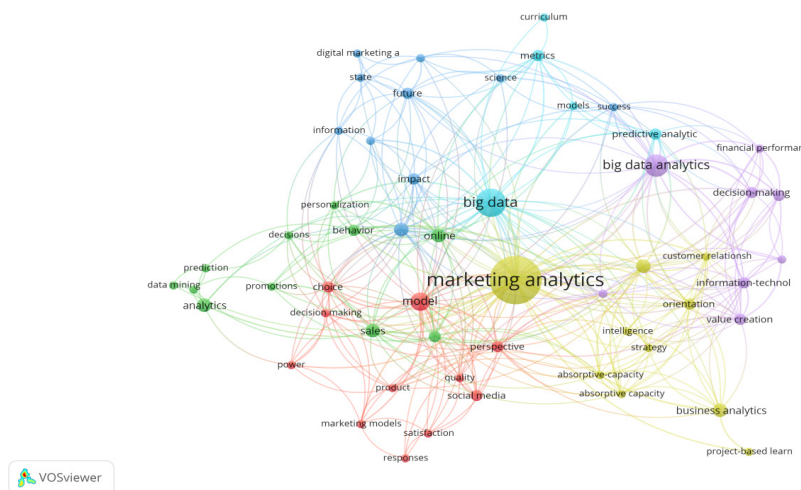 curriculum
digital marketing a
metrics
state
science
future
models
success
information
predictive analytic
financial performar
big data analytics
impact
decision-making
big data
personalization
behavior
online
decisions
customer relationsh
prediction
marketing analytics
data mining
promotions
choice
information-technol
analytics
model
orientation
decision making
value creation
sales
intelligence
perspective
strategy
power
quality
absorptive-capacity
product
social media
absorptive capacity
business analytics
marketing models
satisfaction
project-based learn
responses
VOSviewer